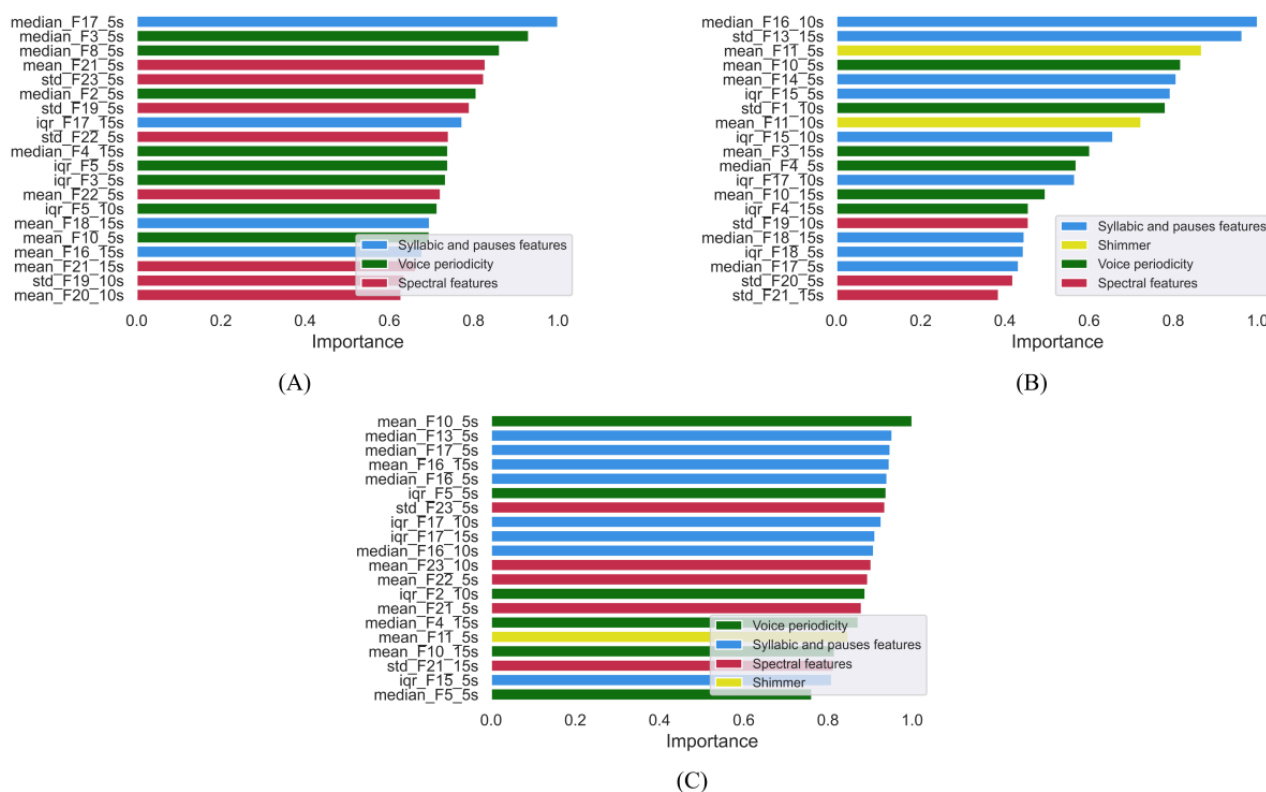 median_F17_5s
median_F3_5s
median_F8_5s
mean_F21_5s
std_F23_5s
median_F2_5s
std_F19_5s
iqr_F17_15s
std_F22_5s
median_F4_15s
iqr_F5_5s
iqr_F3_5s
mean_F22_5s
iqr_F5_10s
mean_F18_15s
mean_F10_5s
mean_F16_15s
mean_F21_15s
std_F19_10s
mean_F20_10s
Syllabic and pauses features
Voice periodicity
Spectral features
0.0 0.2 0.4 0.6 0.8 1.0
Importance
(A)
median_F16_10s
std_F13_15s
mean_F11_5s
mean_F10_5s
mean_F14_5s
iqr_F15_5s
std_F1_10s
mean_F11_10s
iqr_F15_10s
mean_F3_15s
median_F4_5s
iqr_F17_10s
mean_F10_15s
iqr_F4_15s
std_F19_10s
median_F18_15s
iqr_F18_5s
median_F17_5s
std_F20_5s
std_F21_15s
Syllabic and pauses features
Shimmer
Voice periodicity
Spectral features
0.0 0.2 0.4 0.6 0.8 1.0
Importance
(B)
mean_F10_5s
median_F13_5s
median_F17_5s
mean_F16_15s
median_F16_5s
iqr_F5_5s
std_F23_5s
iqr_F17_10s
iqr_F17_15s
median_F16_10s
mean_F23_10s
mean_F22_5s
iqr_F2_10s
mean_F21_5s
median_F4_15s
mean_F11_5s
mean_F10_15s
std_F21_15s
iqr_F15_5s
median_F5_5s
Voice periodicity
Syllabic and pauses features
Spectral features
Shimmer
0.0 0.2 0.4 0.6 0.8 1.0
Importance
(C)